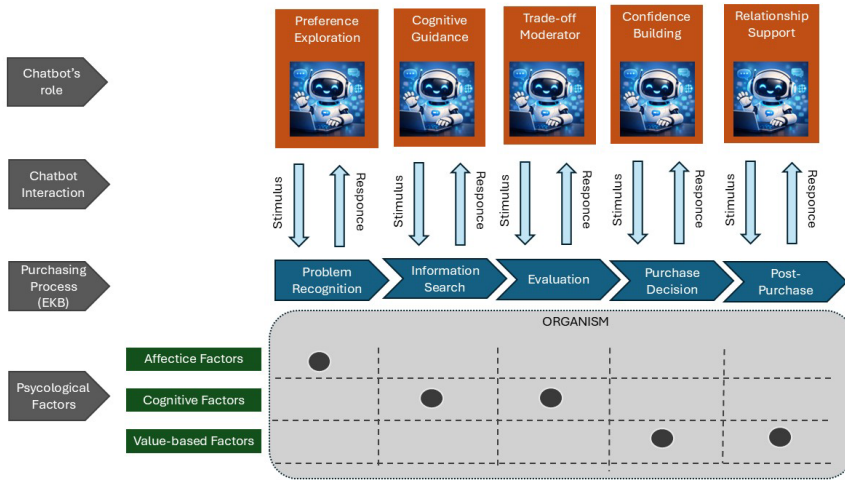 Preference
Exploration
Cognitive
Guidance
Trade-off
Moderator
Confidence
Building
Relationship
Support
Chatbot's
role
Chatbot
Interaction
Stimulus
Responce
Stimulus
Responce
Stimulus
Responce
Stimulus
Responce
Stimulus
Responce
Purchasing
Process
(EKB)
Problem
Recognition
Information
Search
Evaluation
Purchase
Decision
Post-
Purchase
ORGANISM
Psycological
Factors
Affectice Factors
Cognitive Factors
Value-based Factors